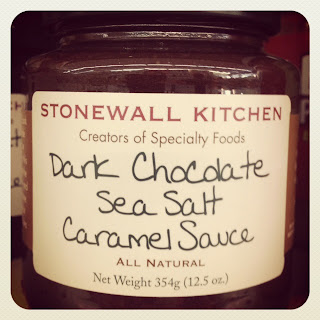 STONEWALL KITCHEN
Creators of Specialty Foods
Dark Chocolate
Sea Salt
Caramel Sauce
ALL NATURAL
Net Weight 354g (12.5 oz.)